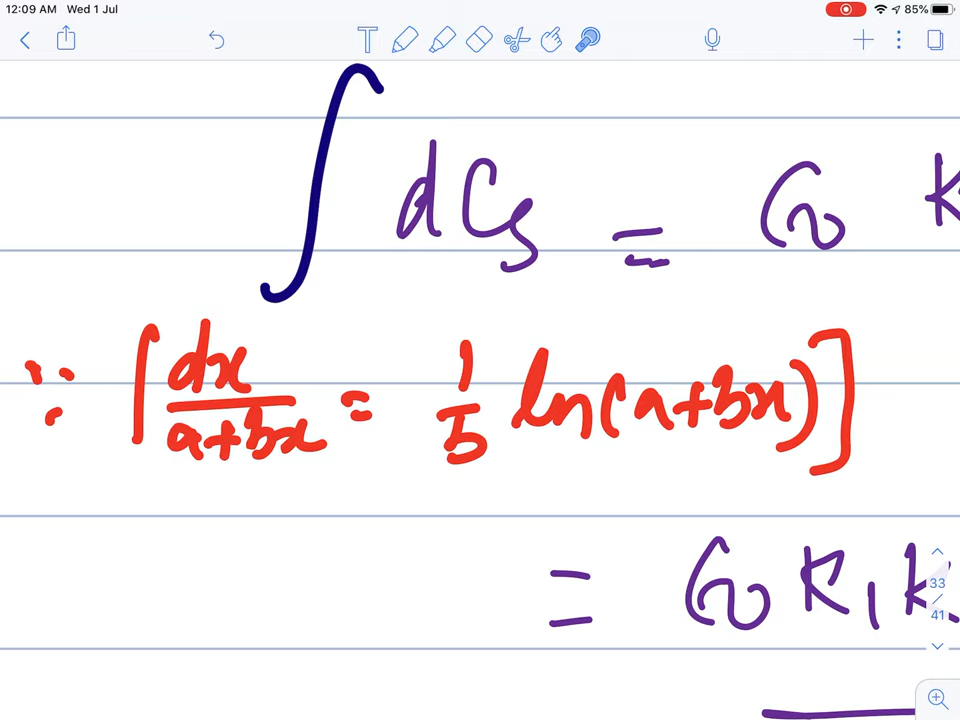 12:09 AM Wed 1 Jul 85%
T
∫ dCs = C₀ K
∵ [dx/(a+bx) = 1/b ln(a+bx)]
= C₀ K₁ K
33
/
41